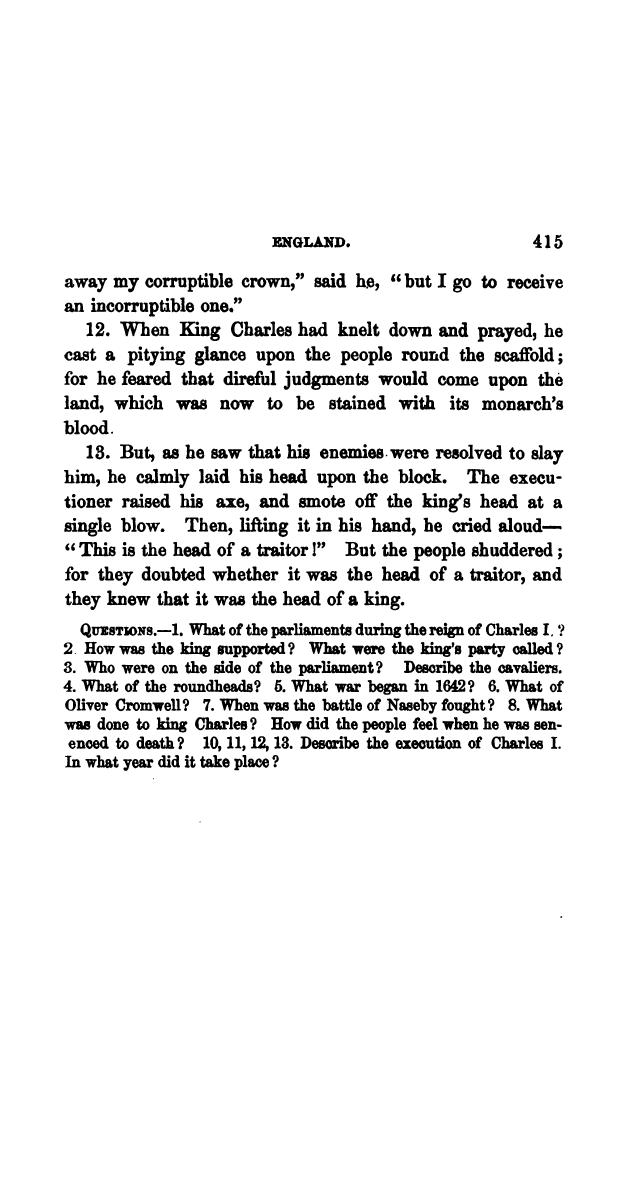 ENGLAND. 415
away my corruptible crown,” said he, “but I go to receive
an incorruptible one.”
12. When King Charles had knelt down and prayed, he
cast a pitying glance upon the people round the scaffold;
for he feared that direful judgments would come upon the
land, which was now to be stained with its monarch's
blood.
13. But, as he saw that his enemies were resolved to slay
him, he calmly laid his head upon the block. The execu-
tioner raised his axe, and smote off the king's head at a
single blow. Then, lifting it in his hand, he cried aloud—
“This is the head of a traitor!” But the people shuddered;
for they doubted whether it was the head of a traitor, and
they knew that it was the head of a king.
QUESTIONS.—1. What of the parliaments during the reign of Charles I.?
2. How was the king supported? What were the king's party called?
3. Who were on the side of the parliament? Describe the cavaliers.
4. What of the roundheads? 5. What war began in 1642? 6. What of
Oliver Cromwell? 7. When was the battle of Naseby fought? 8. What
was done to king Charles? How did the people feel when he was sen-
enced to death? 10, 11, 12, 13. Describe the execution of Charles I.
In what year did it take place?